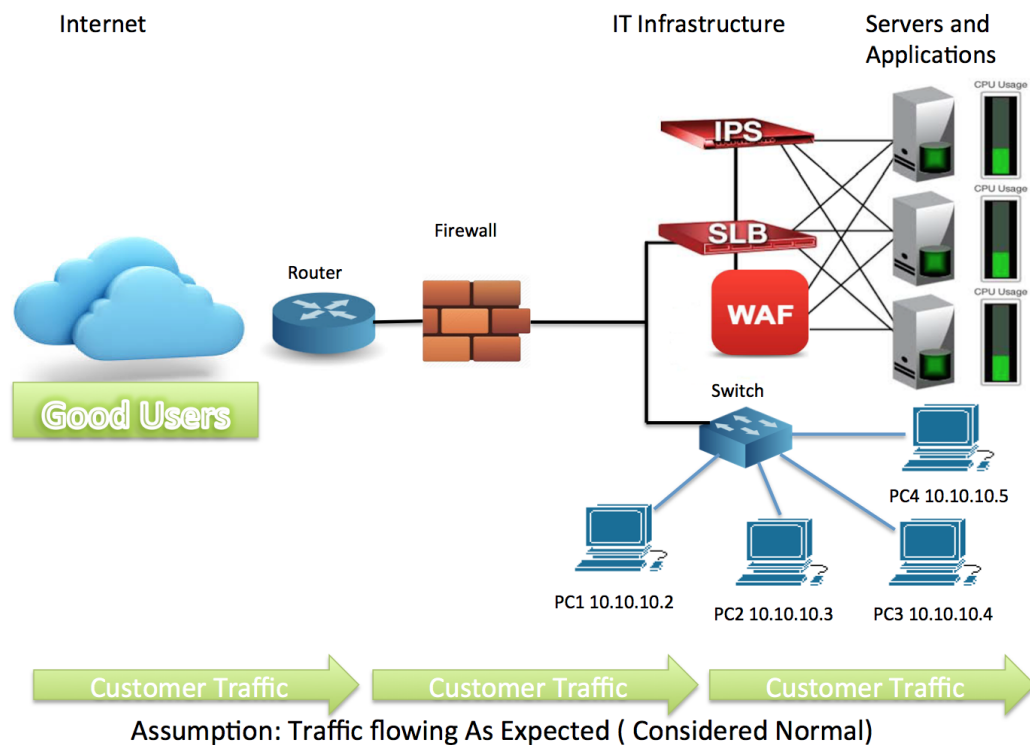 Internet
IT Infrastructure
Servers and
Applications
CPU Usage
IPS
CPU Usage
SLB
Firewall
Router
WAF
CPU Usage
Good Users
Switch
PC4 10.10.10.5
PC1 10.10.10.2
PC2 10.10.10.3
PC3 10.10.10.4
Customer Traffic
Customer Traffic
Customer Traffic
Assumption: Traffic flowing As Expected ( Considered Normal)